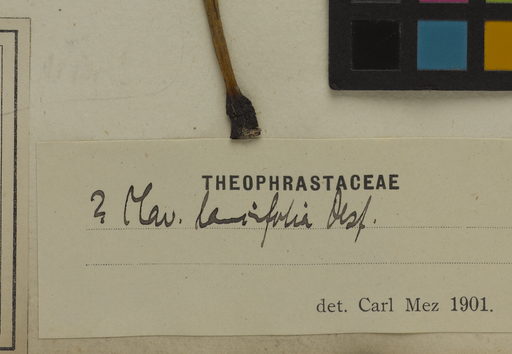 THEOPHRASTACEAE
? Clav. lancifolia Desf.
det. Carl Mez 1901.